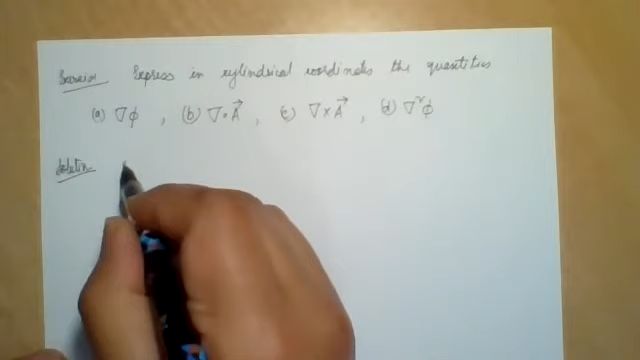 Exercise Express in cylindrical coordinates the quantities
(a) ∇ϕ , (b) ∇•A⃗ , (c) ∇×A⃗ , (d) ∇²ϕ
Solution